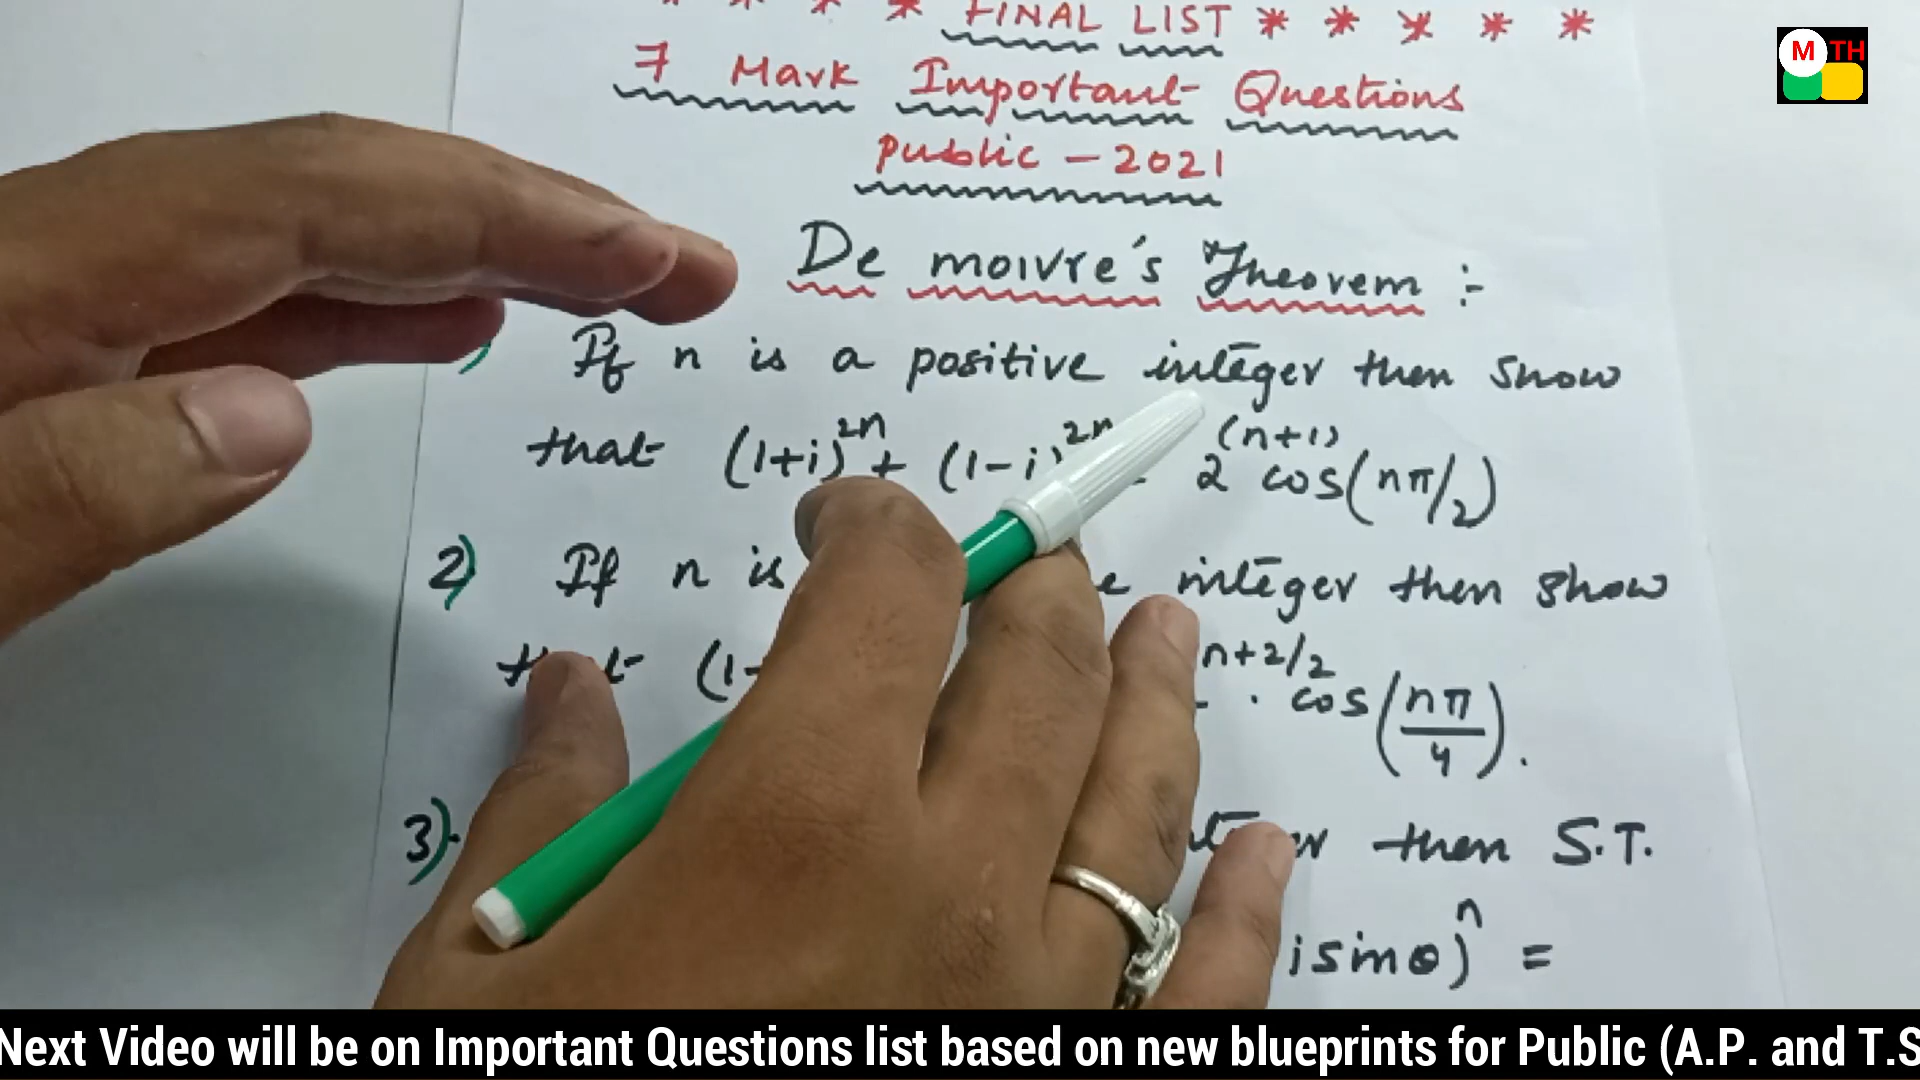 * * * * FINAL LIST * * * * *
7 Mark Important Questions
Public - 2021
De moivre's Theorem :-
) If n is a positive integer then show
that (1+i)^2n + (1-i)^2n = 2^(n+1) cos(nπ/2)
2) If n is integer then show
that (1- n+2/2 . cos(nπ/4).
3). then S.T.
isinθ)^n =
M TH
Next Video will be on Important Questions list based on new blueprints for Public (A.P. and T.S